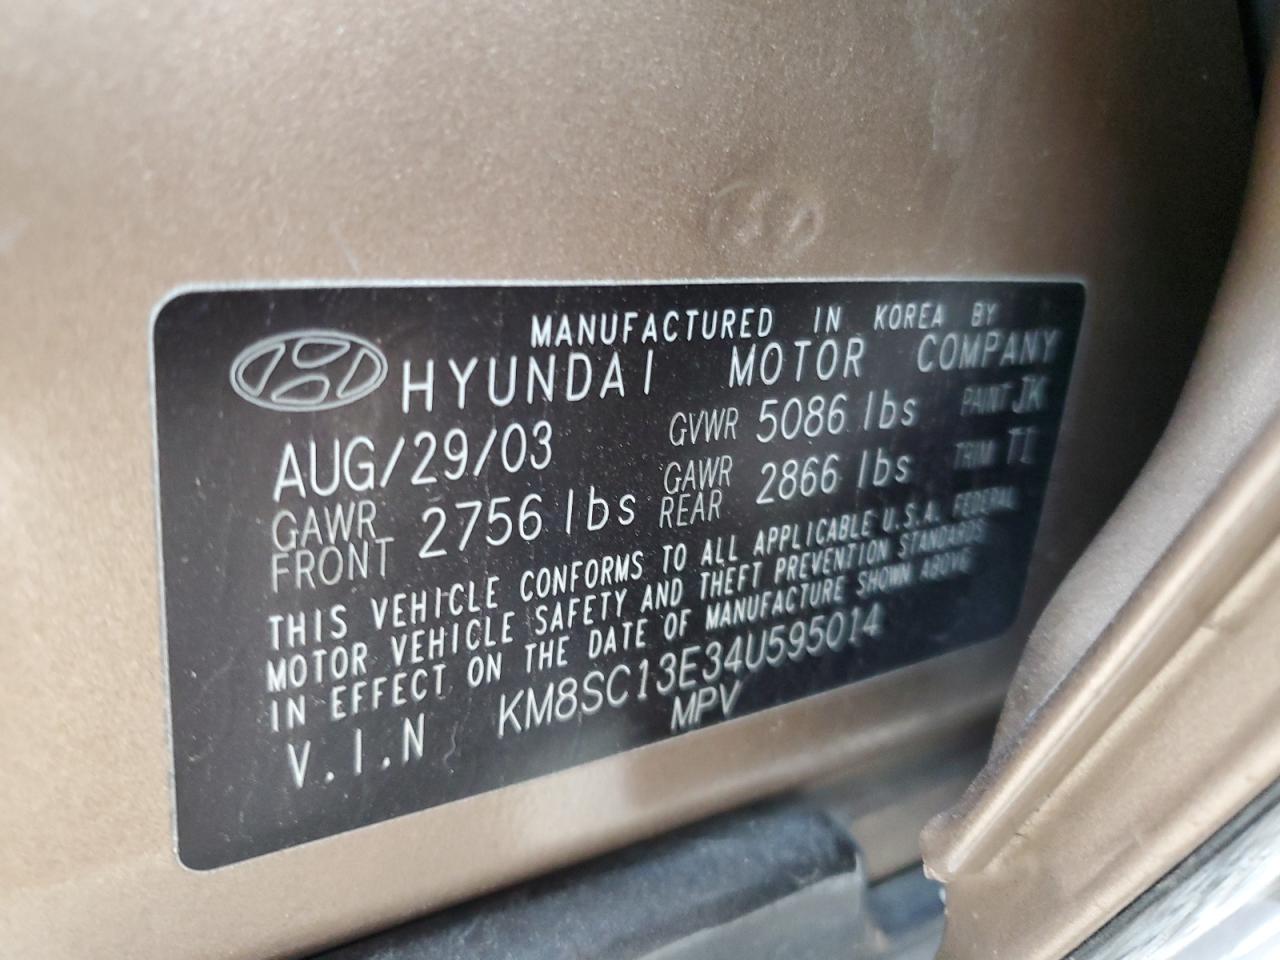 MANUFACTURED IN KOREA BY
HYUNDAI MOTOR COMPANY
AUG/29/03 GVWR 5086 lbs PAINT JK
GAWR FRONT 2756 lbs GAWR REAR 2866 lbs TRIM TI
THIS VEHICLE CONFORMS TO ALL APPLICABLE U.S.A. FEDERAL
MOTOR VEHICLE SAFETY AND THEFT PREVENTION STANDARDS
IN EFFECT ON THE DATE OF MANUFACTURE SHOWN ABOVE
V.I.N KM8SC13E34U595014
MPV